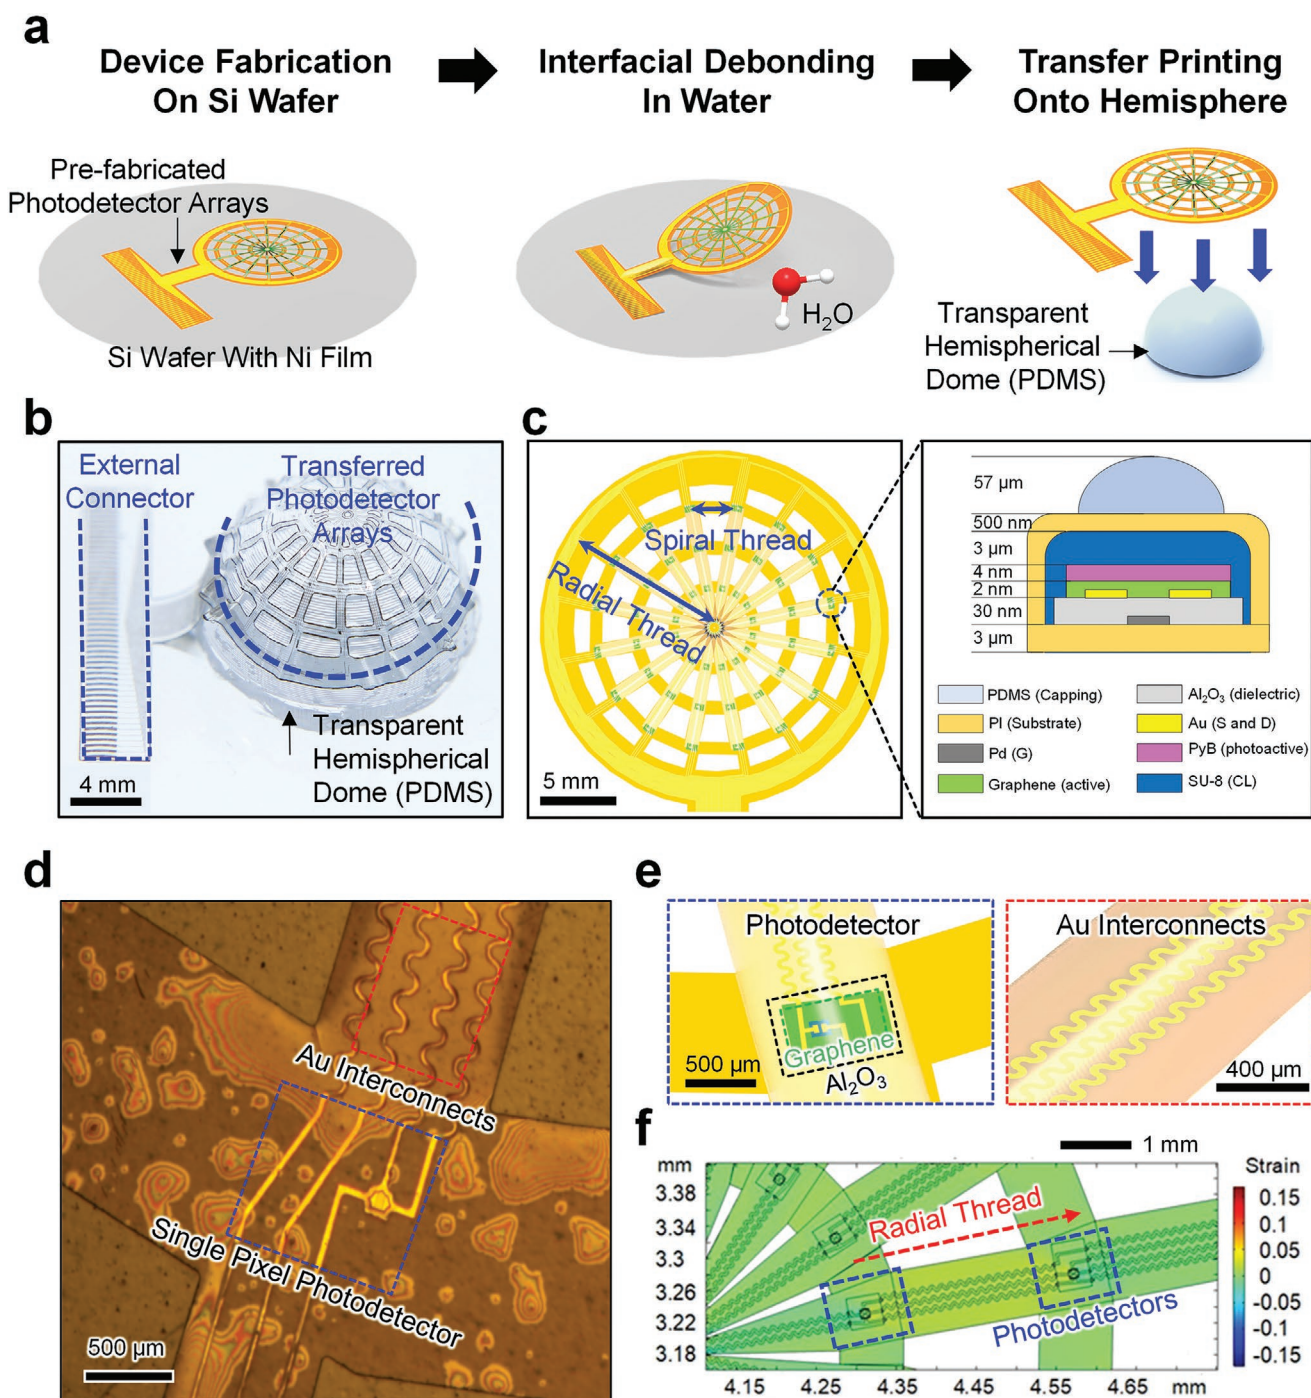 a
Device Fabrication
On Si Wafer
Interfacial Debonding
In Water
Transfer Printing
Onto Hemisphere
Pre-fabricated
Photodetector Arrays
Si Wafer With Ni Film
H₂O
Transparent
Hemispherical
Dome (PDMS)
b
External
Connector
Transferred
Photodetector
Arrays
Transparent
Hemispherical
Dome (PDMS)
4 mm
c
Spiral Thread
Radial Thread
5 mm
57 µm
500 nm
3 µm
4 nm
2 nm
30 nm
3 µm
PDMS (Capping)
Al₂O₃ (dielectric)
PI (Substrate)
Au (S and D)
Pd (G)
PyB (photoactive)
Graphene (active)
SU-8 (CL)
d
Au Interconnects
Single Pixel Photodetector
500 µm
e
Photodetector
Graphene
Al₂O₃
500 µm
Au Interconnects
400 µm
f
1 mm
mm
3.38
3.34
3.3
3.26
3.22
3.18
Radial Thread
Photodetectors
4.15
4.25
4.35
4.45
4.55
4.65
mm
Strain
0.15
0.1
0.05
0
-0.05
-0.1
-0.15